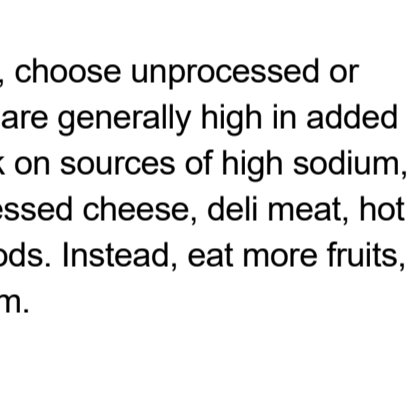 , choose unprocessed or
are generally high in added
on sources of high sodium,
essed cheese, deli meat, hot
ods. Instead, eat more fruits,
m.